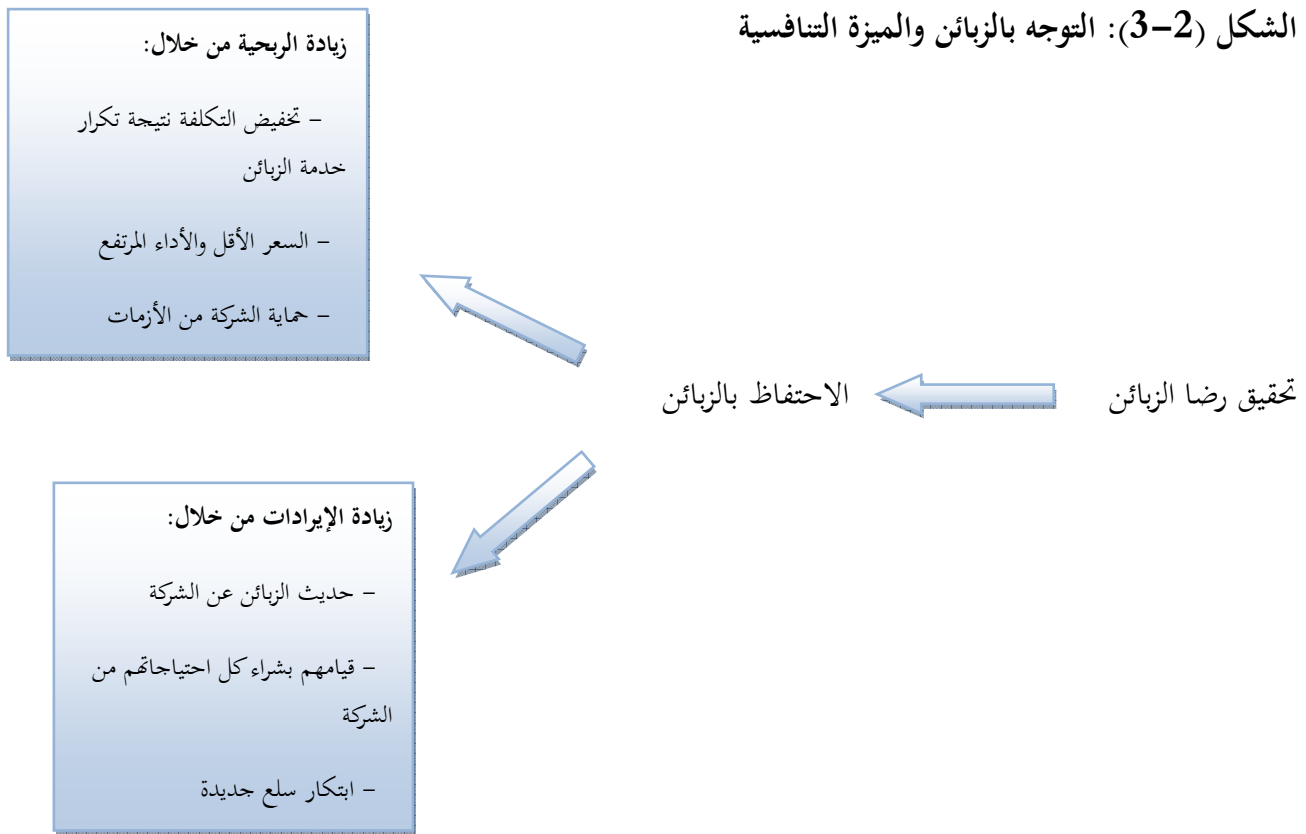 الشكل (2-3): التوجه بالزبائن والميزة التنافسية
زيادة الربحية من خلال:
- تخفيض التكلفة نتيجة تكرار
خدمة الزبائن
- السعر الأقل والأداء المرتفع
- حماية الشركة من الأزمات
تحقيق رضا الزبائن
الاحتفاظ بالزبائن
زيادة الإيرادات من خلال:
- حديث الزبائن عن الشركة
- قيامهم بشراء كل احتياجاتهم من
الشركة
- ابتكار سلع جديدة